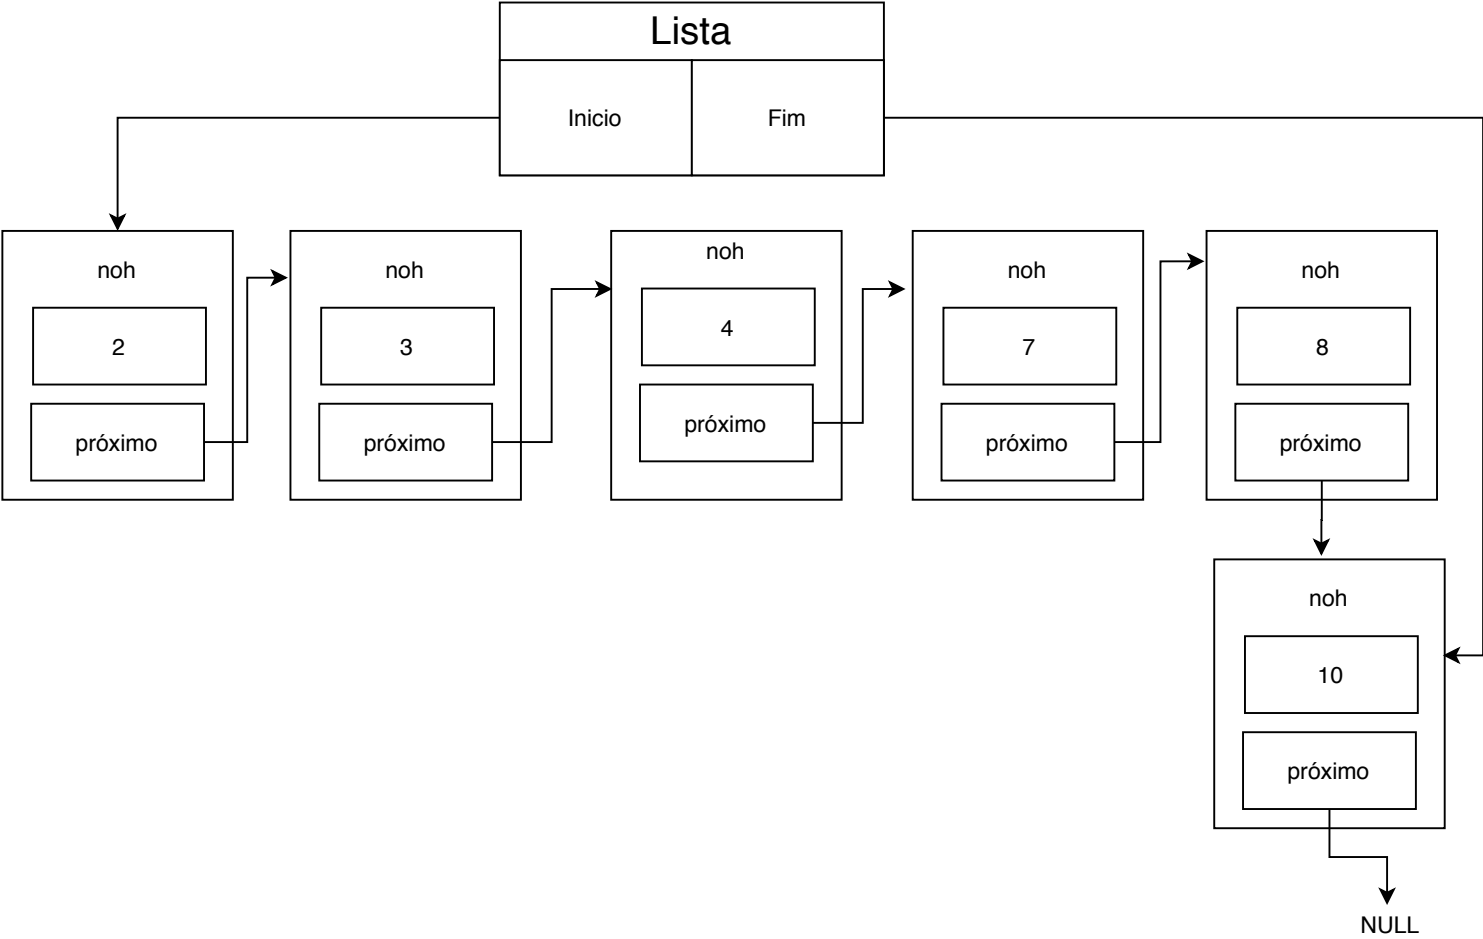 Lista
Inicio
Fim
noh
2
próximo
noh
3
próximo
noh
4
próximo
noh
7
próximo
noh
8
próximo
noh
10
próximo
NULL